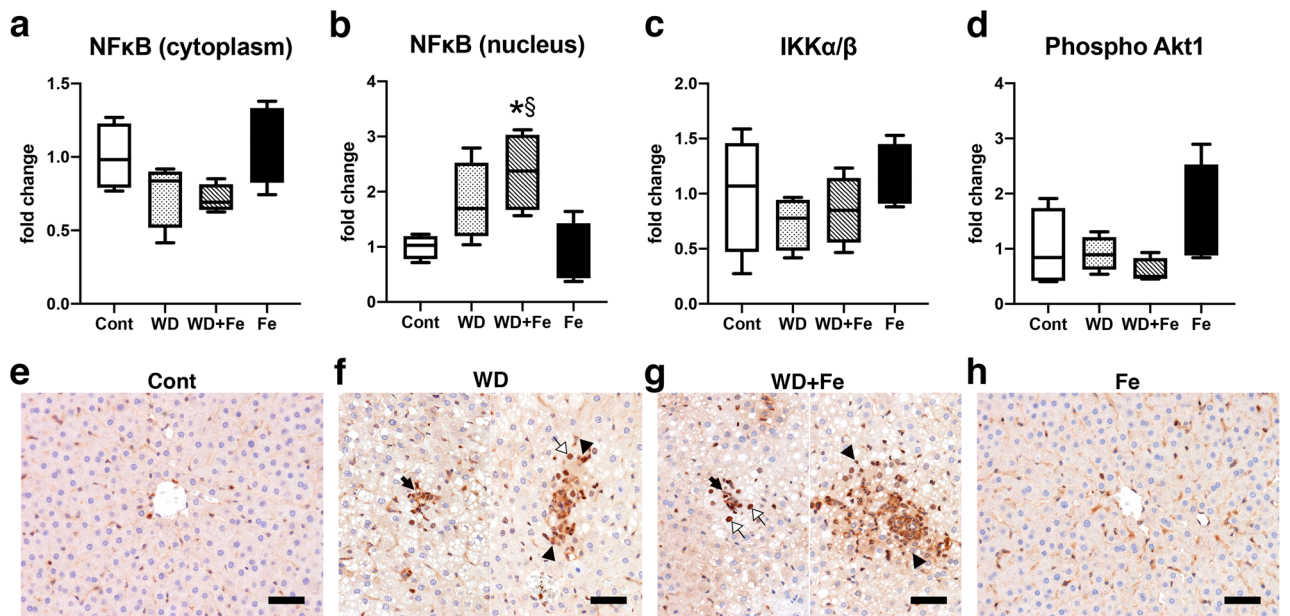 a
NFκB (cytoplasm)
fold change
1.5
1.0
0.5
0.0
Cont WD WD+Fe Fe
b
NFκB (nucleus)
fold change
4
3
2
1
0
*§
Cont WD WD+Fe Fe
c
IKKα/β
fold change
2.0
1.5
1.0
0.5
0.0
Cont WD WD+Fe Fe
d
Phospho Akt1
fold change
4
3
2
1
0
Cont WD WD+Fe Fe
e
Cont
f
WD
g
WD+Fe
h
Fe